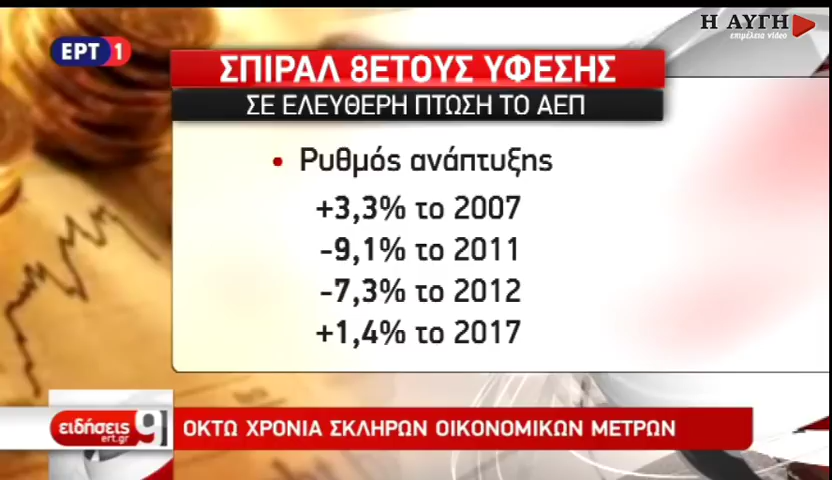 Η ΑΥΓΗ
επιμέλεια video
ΕΡΤ 1
ΣΠΙΡΑΛ 8ΕΤΟΥΣ ΥΦΕΣΗΣ
ΣΕ ΕΛΕΥΘΕΡΗ ΠΤΩΣΗ ΤΟ ΑΕΠ
• Ρυθμός ανάπτυξης
+3,3% το 2007
-9,1% το 2011
-7,3% το 2012
+1,4% το 2017
ειδήσεις 9
ert.gr
ΟΚΤΩ ΧΡΟΝΙΑ ΣΚΛΗΡΩΝ ΟΙΚΟΝΟΜΙΚΩΝ ΜΕΤΡΩΝ